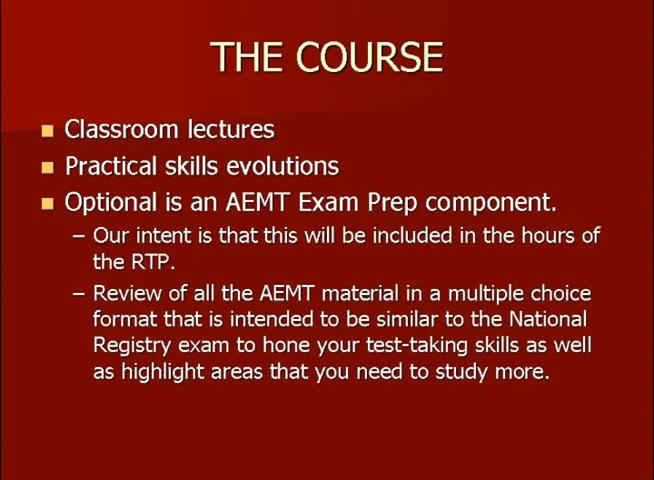 THE COURSE
Classroom lectures
Practical skills evolutions
Optional is an AEMT Exam Prep component.
– Our intent is that this will be included in the hours of
the RTP.
– Review of all the AEMT material in a multiple choice
format that is intended to be similar to the National
Registry exam to hone your test-taking skills as well
as highlight areas that you need to study more.